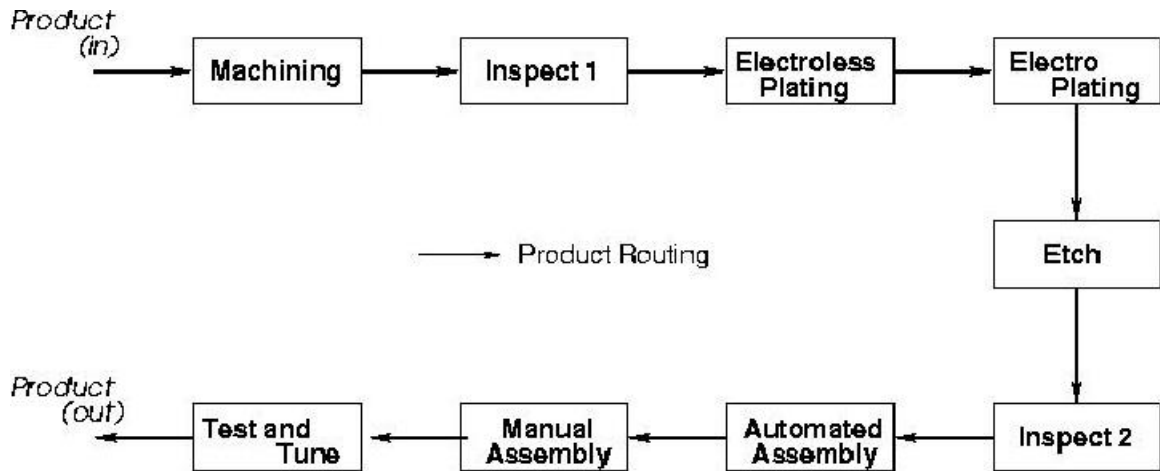 Product
(in)
Machining
Inspect 1
Electroless
Plating
Electro
Plating
Etch
Product Routing
Product
(out)
Test and
Tune
Manual
Assembly
Automated
Assembly
Inspect 2